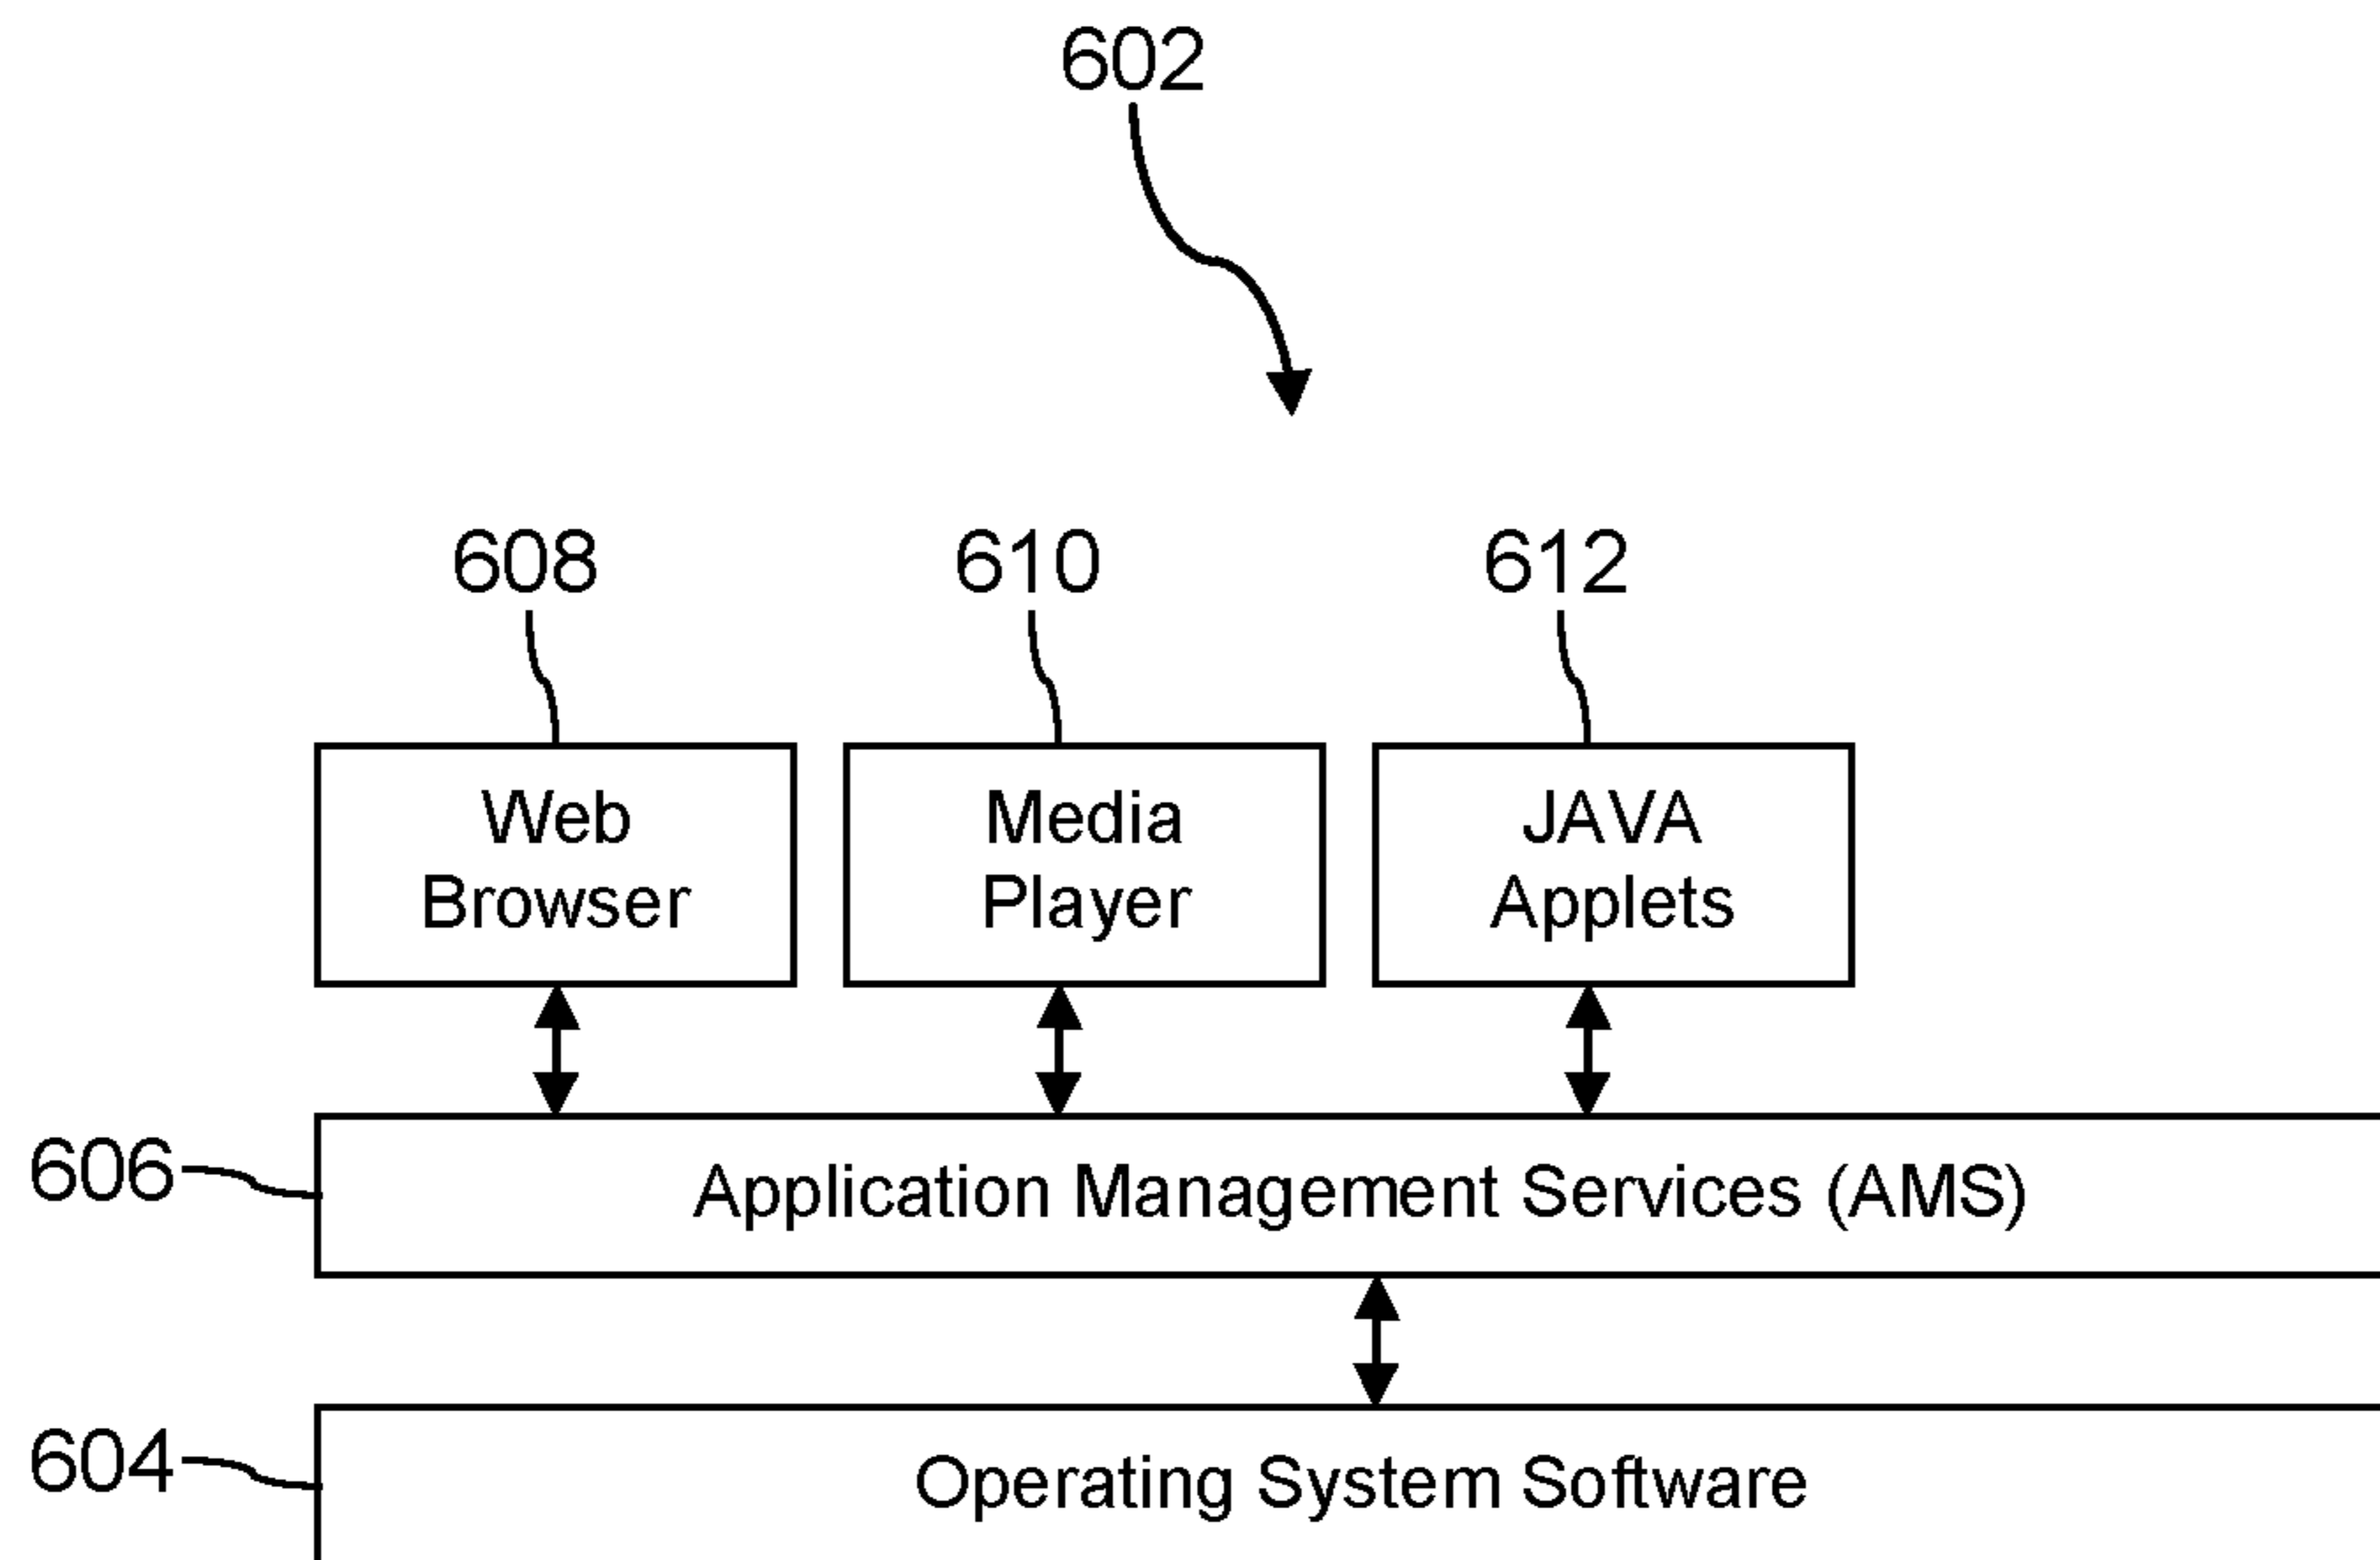 602
608
610
612
Web
Browser
Media
Player
JAVA
Applets
606
Application Management Services (AMS)
604
Operating System Software